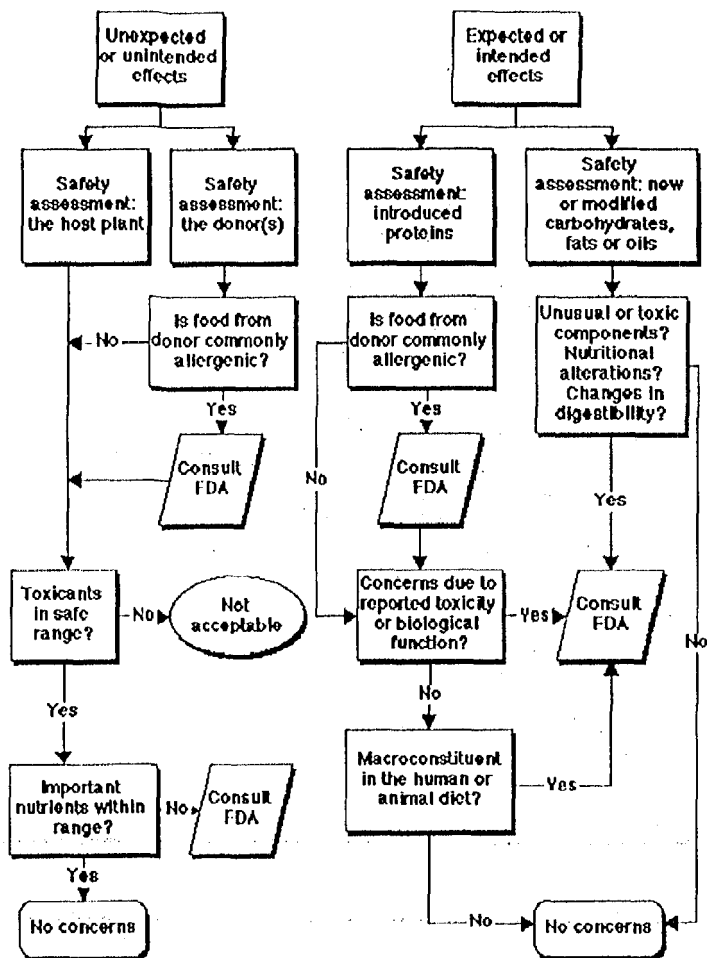 Unexpected
or unintended
effects
Expected or
intended
effects
Safety
assessment:
the host plant
Safety
assessment:
the donor(s)
Safety
assessment:
introduced
proteins
Safety
assessment: new
or modified
carbohydrates,
fats or oils
Is food from
donor commonly
allergenic?
No
Yes
Consult
FDA
Is food from
donor commonly
allergenic?
No
Yes
Consult
FDA
Unusual or toxic
components?
Nutritional
alterations?
Changes in
digestibility?
Yes
No
Toxicants
in safe
range?
No
Not
acceptable
Concerns due to
reported toxicity
or biological
function?
Yes
Consult
FDA
Yes
No
Important
nutrients within
range?
No
Consult
FDA
Macroconstituent
in the human or
animal diet?
Yes
Yes
No
No concerns
No concerns